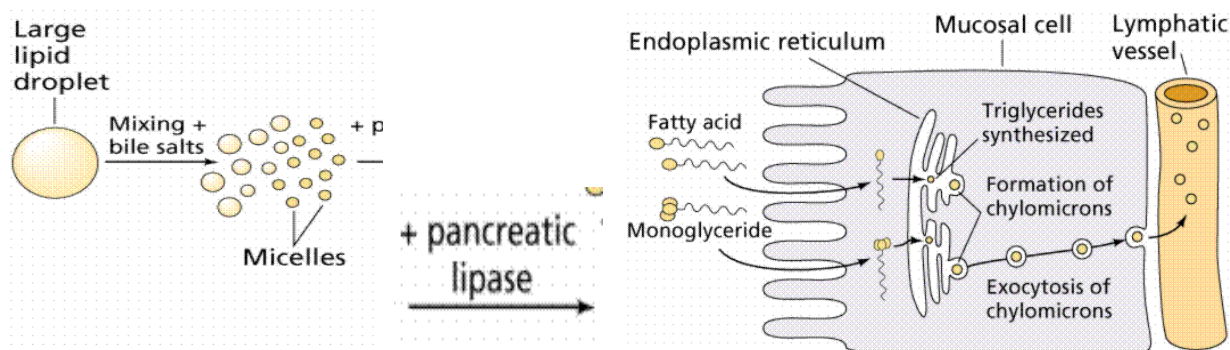 Large
lipid
droplet
Mixing +
bile salts
+ p
Micelles
+ pancreatic
lipase
Endoplasmic reticulum
Mucosal cell
Lymphatic
vessel
Fatty acid
Monoglyceride
Triglycerides
synthesized
Formation of
chylomicrons
Exocytosis of
chylomicrons